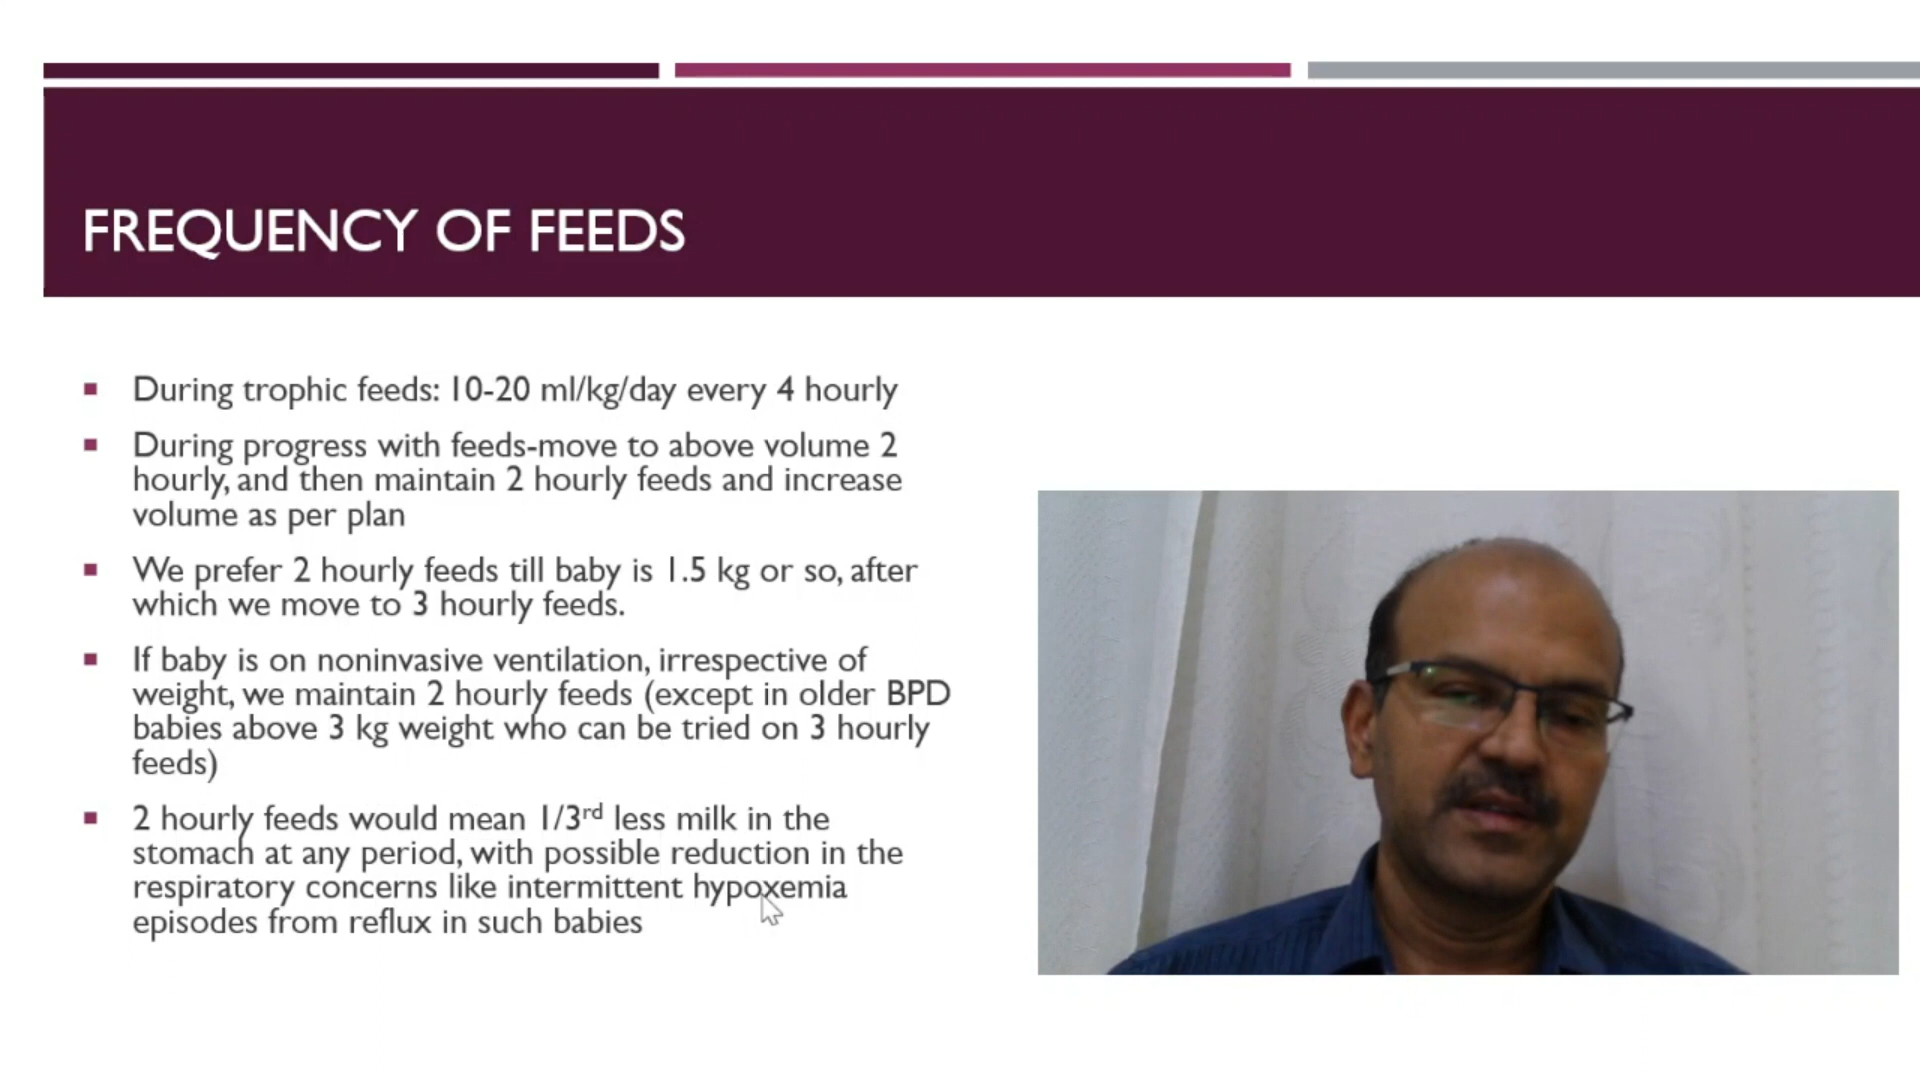 FREQUENCY OF FEEDS
During trophic feeds: 10-20 ml/kg/day every 4 hourly
During progress with feeds-move to above volume 2
hourly, and then maintain 2 hourly feeds and increase
volume as per plan
We prefer 2 hourly feeds till baby is 1.5 kg or so, after
which we move to 3 hourly feeds.
If baby is on noninvasive ventilation, irrespective of
weight, we maintain 2 hourly feeds (except in older BPD
babies above 3 kg weight who can be tried on 3 hourly
feeds)
2 hourly feeds would mean 1/3rd less milk in the
stomach at any period, with possible reduction in the
respiratory concerns like intermittent hypoxemia
episodes from reflux in such babies